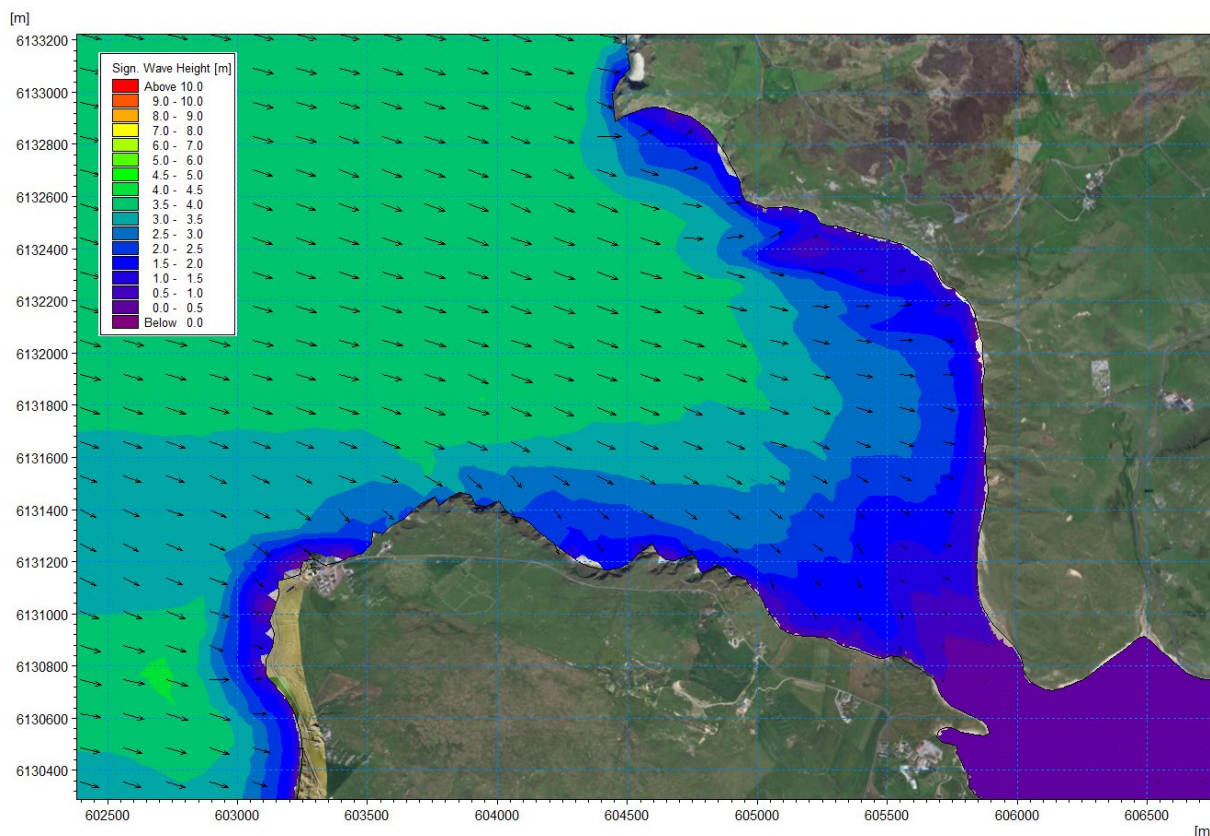 [m]
6133200
6133000
6132800
6132600
6132400
6132200
6132000
6131800
6131600
6131400
6131200
6131000
6130800
6130600
6130400
Sign. Wave Height [m]
Above 10.0
9.0 - 10.0
8.0 - 9.0
7.0 - 8.0
6.0 - 7.0
5.0 - 6.0
4.5 - 5.0
4.0 - 4.5
3.5 - 4.0
3.0 - 3.5
2.5 - 3.0
2.0 - 2.5
1.5 - 2.0
1.0 - 1.5
0.5 - 1.0
0.0 - 0.5
Below 0.0
602500 603000 603500 604000 604500 605000 605500 606000 606500
[m]